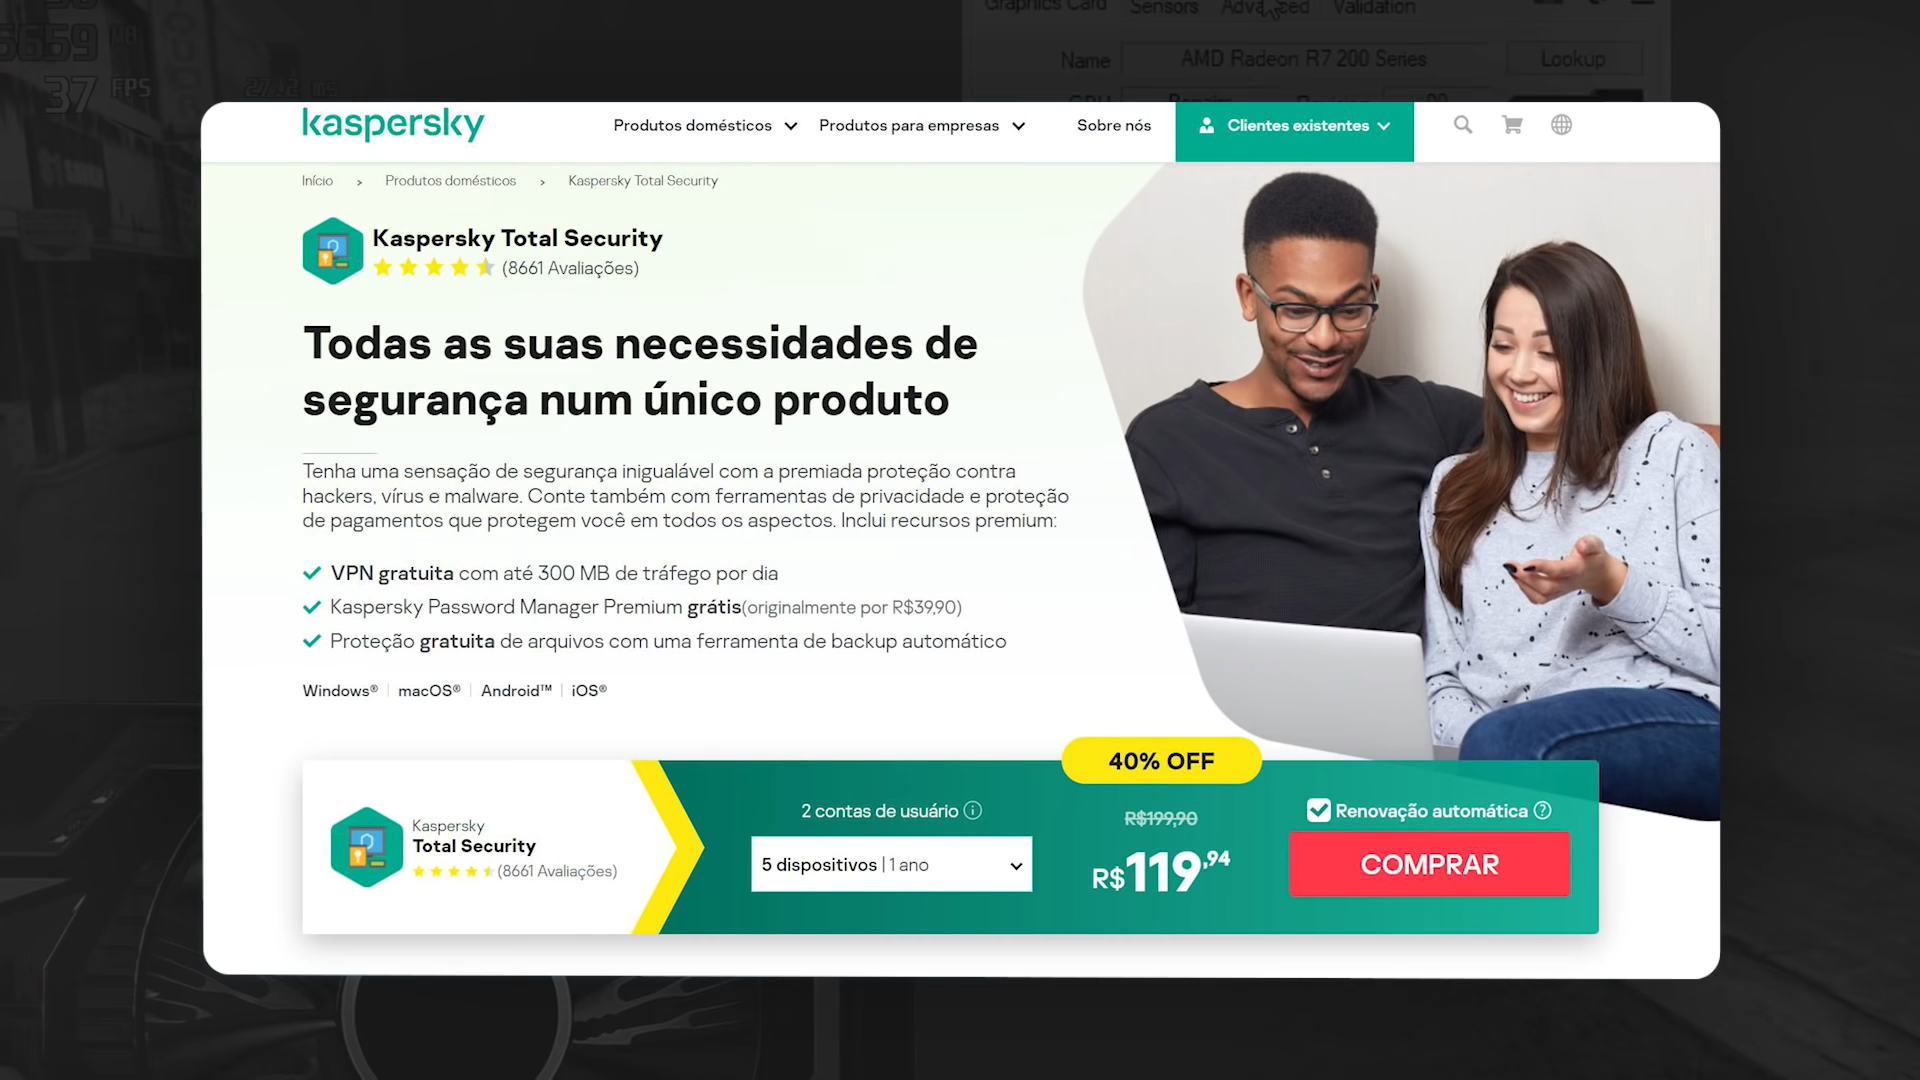 Graphics Card Sensors Advanced Validation
Name AMD Radeon R7 200 Series Lookup
37 FPS 27.2 ms
kaspersky
Produtos domésticos
Produtos para empresas
Sobre nós
Clientes existentes
Início > Produtos domésticos > Kaspersky Total Security
Kaspersky Total Security
(8661 Avaliações)
Todas as suas necessidades de
segurança num único produto
Tenha uma sensação de segurança inigualável com a premiada proteção contra
hackers, vírus e malware. Conte também com ferramentas de privacidade e proteção
de pagamentos que protegem você em todos os aspectos. Inclui recursos premium:
VPN gratuita com até 300 MB de tráfego por dia
Kaspersky Password Manager Premium grátis(originalmente por R$39,90)
Proteção gratuita de arquivos com uma ferramenta de backup automático
Windows® | macOS® | Android™ | iOS®
40% OFF
Kaspersky
Total Security
(8661 Avaliações)
2 contas de usuário
5 dispositivos | 1 ano
R$199,90
R$119,94
Renovação automática
COMPRAR